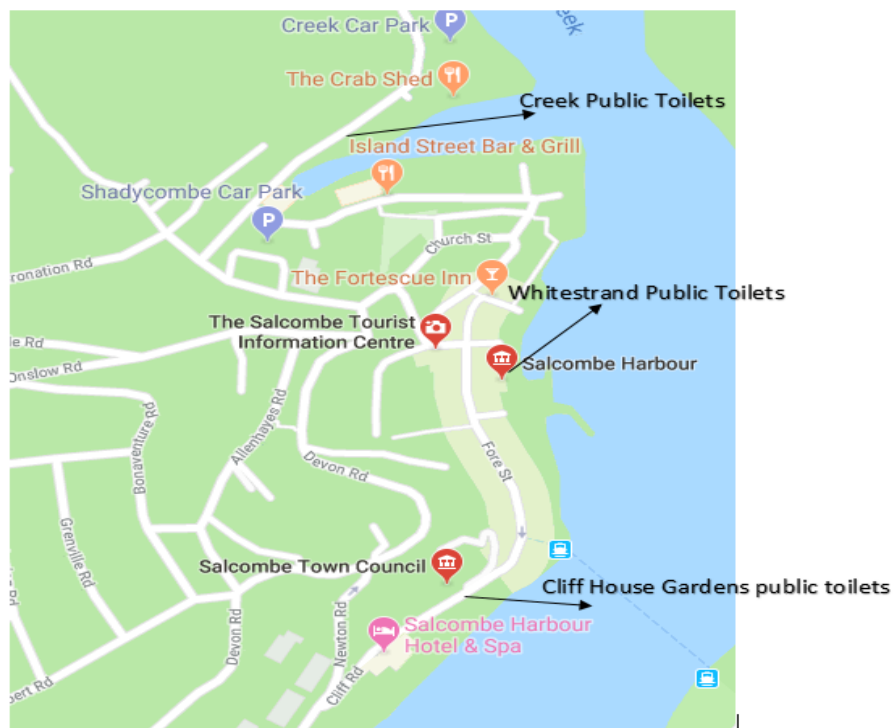 Creek Car Park
P
Creek
The Crab Shed
Creek Public Toilets
Island Street Bar & Grill
Shadycombe Car Park
P
Church St
ronation Rd
The Fortescue Inn
Whitestrand Public Toilets
The Salcombe Tourist
Information Centre
Salcombe Harbour
le Rd
Onslow Rd
Allenhayes Rd
Bonaventure Rd
Devon Rd
Fore St
Grenville Rd
Salcombe Town Council
Cliff House Gardens public toilets
Devon Rd
Newton Rd
Salcombe Harbour
Hotel & Spa
Cliff Rd
pert Rd